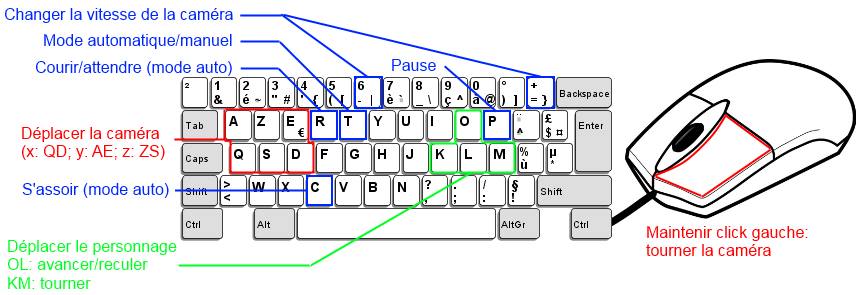 Changer la vitesse de la caméra
Mode automatique/manuel
Courir/attendre (mode auto)
Pause
² 1 & 2 é ~ 3 " # 4 ' { 5 ( [ 6 - | 7 è ` 8 _ \ 9 ç ^ 0 à @ ° ) ] + = } Backspace
Tab A Z E € R T Y U I O P ¨ ^ £ $ ¤ Enter
Déplacer la caméra
(x: QD; y: AE; z: ZS)
Caps Q S D F G H J K L M % ù µ *
S'assoir (mode auto)
Shift > < W X C V B N ? , . ; / : § ! Shift
Ctrl Alt AltGr Ctrl
Déplacer le personnage
OL: avancer/reculer
KM: tourner
Maintenir click gauche:
tourner la caméra